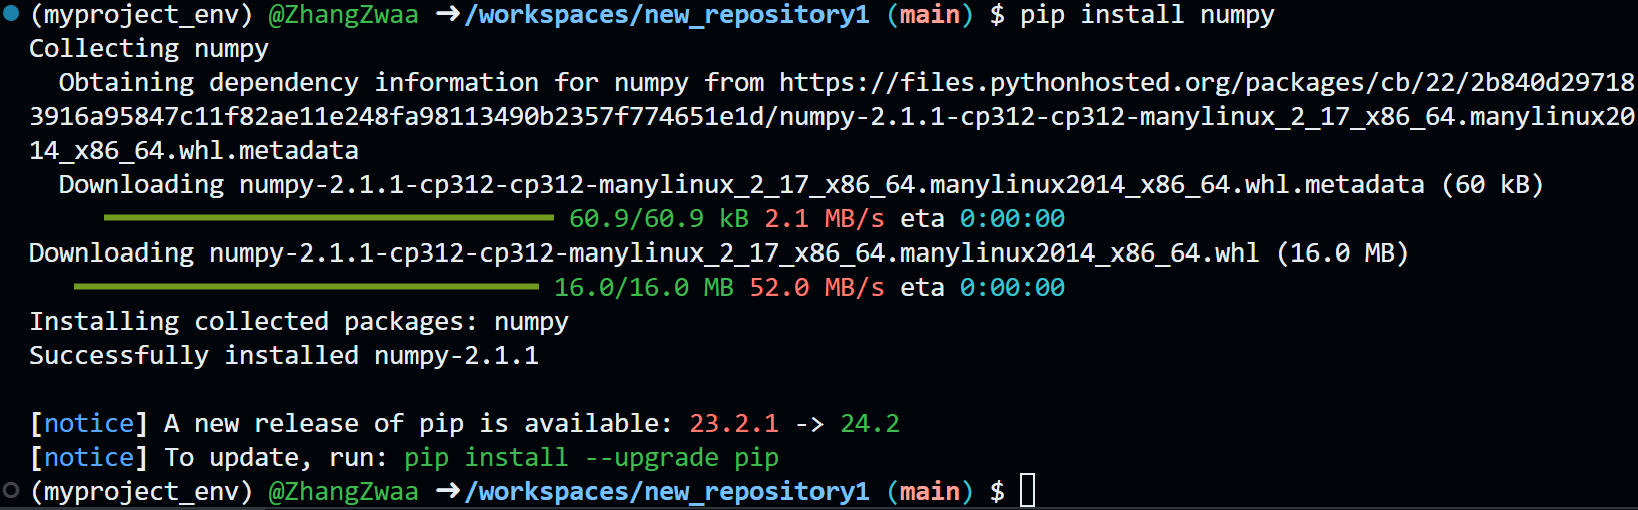 (myproject_env) @ZhangZwaa ➜/workspaces/new_repository1 (main) $ pip install numpy
Collecting numpy
  Obtaining dependency information for numpy from https://files.pythonhosted.org/packages/cb/22/2b840d29718
3916a95847c11f82ae11e248fa98113490b2357f774651e1d/numpy-2.1.1-cp312-cp312-manylinux_2_17_x86_64.manylinux20
14_x86_64.whl.metadata
  Downloading numpy-2.1.1-cp312-cp312-manylinux_2_17_x86_64.manylinux2014_x86_64.whl.metadata (60 kB)
60.9/60.9 kB 2.1 MB/s eta 0:00:00
Downloading numpy-2.1.1-cp312-cp312-manylinux_2_17_x86_64.manylinux2014_x86_64.whl (16.0 MB)
16.0/16.0 MB 52.0 MB/s eta 0:00:00
Installing collected packages: numpy
Successfully installed numpy-2.1.1
[notice] A new release of pip is available: 23.2.1 -> 24.2
[notice] To update, run: pip install --upgrade pip
(myproject_env) @ZhangZwaa ➜/workspaces/new_repository1 (main) $